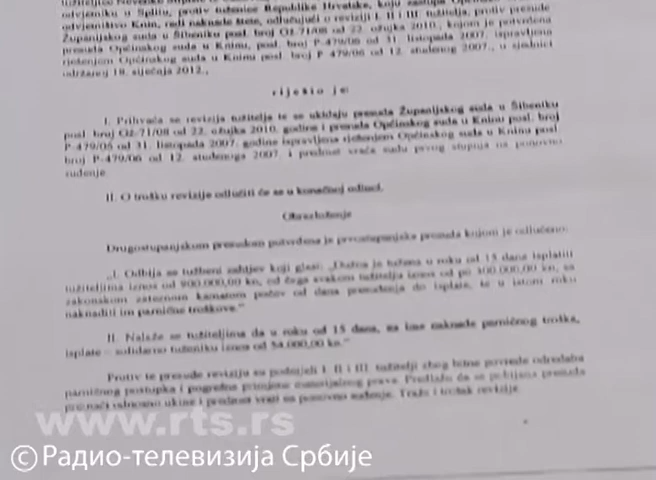 odvjetniku u Splitu, protiv tuženice Republike Hrvatske, koju zastupa Općinsko državno
odvjetništvo Knin, radi naknade štete, odlučujući o reviziji I. II i III tužitelja, protiv presude
Županijskog suda u Šibeniku posl. broj Gž-71/08 od 22. ožujka 2010., kojom je potvrđena
presuda Općinskog suda u Kninu, posl. broj P-479/06 od 31. listopada 2007. ispravljena
rješenjem Općinskog suda u Kninu posl. broj P-479/06 od 12. studenog 2007., u sjednici
održanoj 18. siječnja 2012.,
r i j e š i o j e:
I. Prihvaća se revizija tužitelja te se ukidaju presuda Županijskog suda u Šibeniku
posl. broj Gž-71/08 od 22. ožujka 2010. godine i presuda Općinskog suda u Kninu posl. broj
P-479/06 od 31. listopada 2007. godine ispravljena rješenjem Općinskog suda u Kninu posl.
broj P-479/06 od 12. studenoga 2007. i predmet vraća sudu prvog stupnja na ponovno
suđenje.
II. O trošku revizije odlučiti će se u konačnoj odluci.
Obrazloženje
Drugostupanjskom presudom potvrđena je prvostupanjska presuda kojom je odlučeno:
„I. Odbija se tužbeni zahtjev koji glasi: „Dužna je tužena u roku od 15 dana isplatiti
tužiteljima iznos od 900.000,00 kn, od čega svakom tužitelju iznos od po 300.000,00 kn, sa
zakonskom zateznom kamatom počev od dana presuđenja do isplate, te u istom roku
naknaditi im parnične troškove.“
II. Nalaže se tužiteljima da u roku od 15 dana, na ime naknade parničnog troška,
isplate – solidarno tuženiku iznos od 54.000,00 kn.“
Protiv te presude reviziju su podnijeli I. II i III. tužitelji zbog bitne povrede odredaba
parničnog postupka i pogrešne primjene materijalnog prava. Predlažu da se pobijana presuda
preinači odnosno ukine i predmet vrati na ponovno suđenje. Traže i trošak revizije.
www.rts.rs
©Радио-телевизија Србије